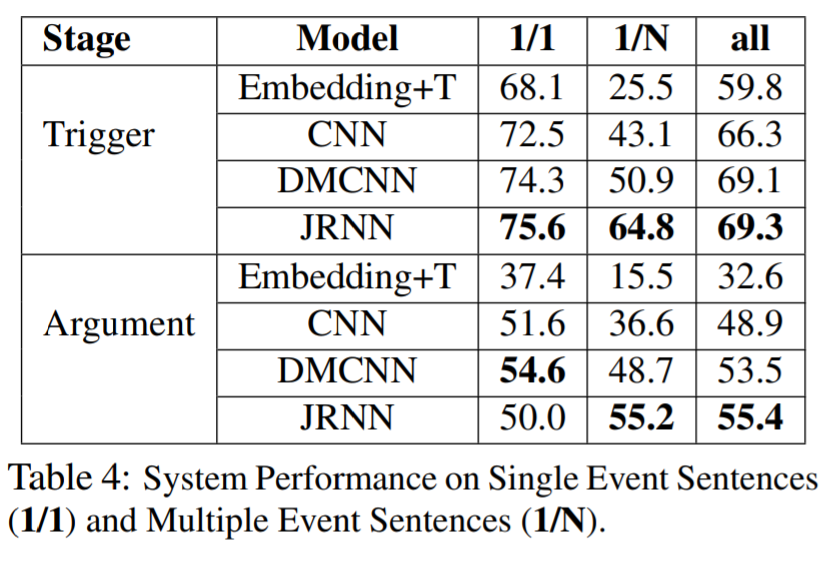 Stage Model 1/1 1/N all
Embedding+T 68.1 25.5 59.8
Trigger CNN 72.5 43.1 66.3
DMCNN 74.3 50.9 69.1
JRNN 75.6 64.8 69.3
Embedding+T 37.4 15.5 32.6
Argument CNN 51.6 36.6 48.9
DMCNN 54.6 48.7 53.5
JRNN 50.0 55.2 55.4
Table 4: System Performance on Single Event Sentences
(1/1) and Multiple Event Sentences (1/N).